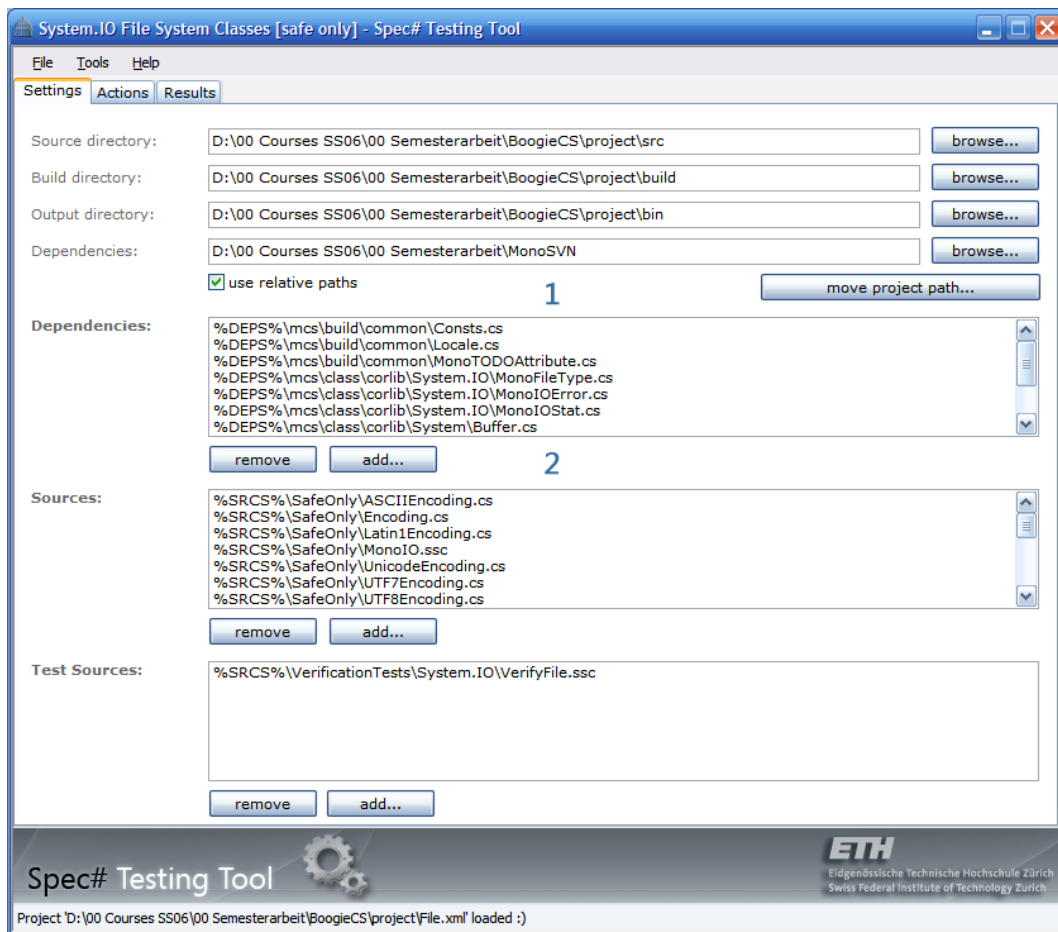 System.IO File System Classes [safe only] - Spec# Testing Tool
File Tools Help
Settings Actions Results
Source directory: D:\00 Courses SS06\00 Semesterarbeit\BoogieCS\project\src browse...
Build directory: D:\00 Courses SS06\00 Semesterarbeit\BoogieCS\project\build browse...
Output directory: D:\00 Courses SS06\00 Semesterarbeit\BoogieCS\project\bin browse...
Dependencies: D:\00 Courses SS06\00 Semesterarbeit\MonoSVN browse...
use relative paths 1 move project path...
Dependencies: %DEPS%\mcs\build\common\Consts.cs
%DEPS%\mcs\build\common\Locale.cs
%DEPS%\mcs\build\common\MonoTODOAttribute.cs
%DEPS%\mcs\class\corlib\System.IO\MonoFileType.cs
%DEPS%\mcs\class\corlib\System.IO\MonoIOError.cs
%DEPS%\mcs\class\corlib\System.IO\MonoIOStat.cs
%DEPS%\mcs\class\corlib\System\Buffer.cs
remove add... 2
Sources: %SRCS%\SafeOnly\ASCIIEncoding.cs
%SRCS%\SafeOnly\Encoding.cs
%SRCS%\SafeOnly\Latin1Encoding.cs
%SRCS%\SafeOnly\MonoIO.ssc
%SRCS%\SafeOnly\UnicodeEncoding.cs
%SRCS%\SafeOnly\UTF7Encoding.cs
%SRCS%\SafeOnly\UTF8Encoding.cs
remove add...
Test Sources: %SRCS%\VerificationTests\System.IO\VerifyFile.ssc
remove add...
Spec# Testing Tool
ETH
Eidgenössische Technische Hochschule Zürich
Swiss Federal Institute of Technology Zurich
Project 'D:\00 Courses SS06\00 Semesterarbeit\BoogieCS\project\File.xml' loaded :)